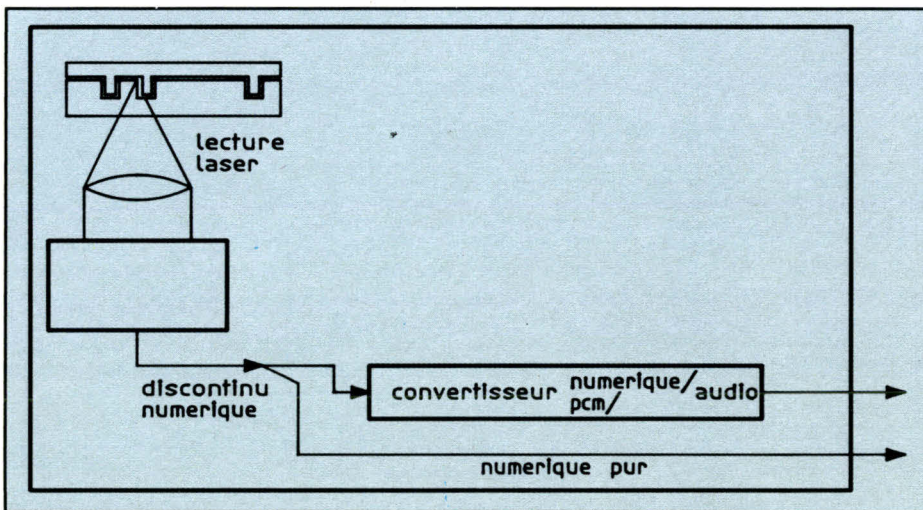 lecture
laser
discontinu
numerique
convertisseur numerique/ audio
pcm/
numerique pur